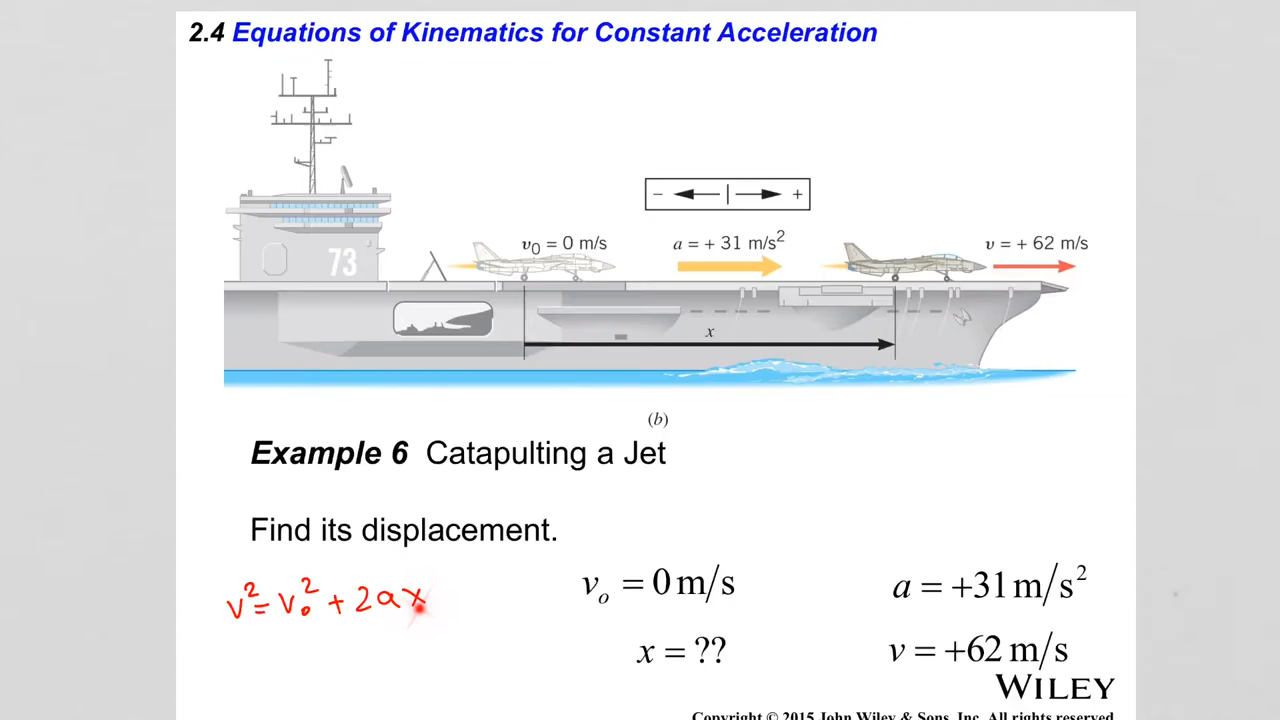 2.4 Equations of Kinematics for Constant Acceleration
− | +
73
v₀ = 0 m/s
a = + 31 m/s²
v = + 62 m/s
x
(b)
Example 6 Catapulting a Jet
Find its displacement.
v² = v₀² + 2ax
vₒ = 0 m/s
a = +31 m/s²
x = ??
v = +62 m/s
WILEY
Copyright © 2015 John Wiley & Sons, Inc. All rights reserved